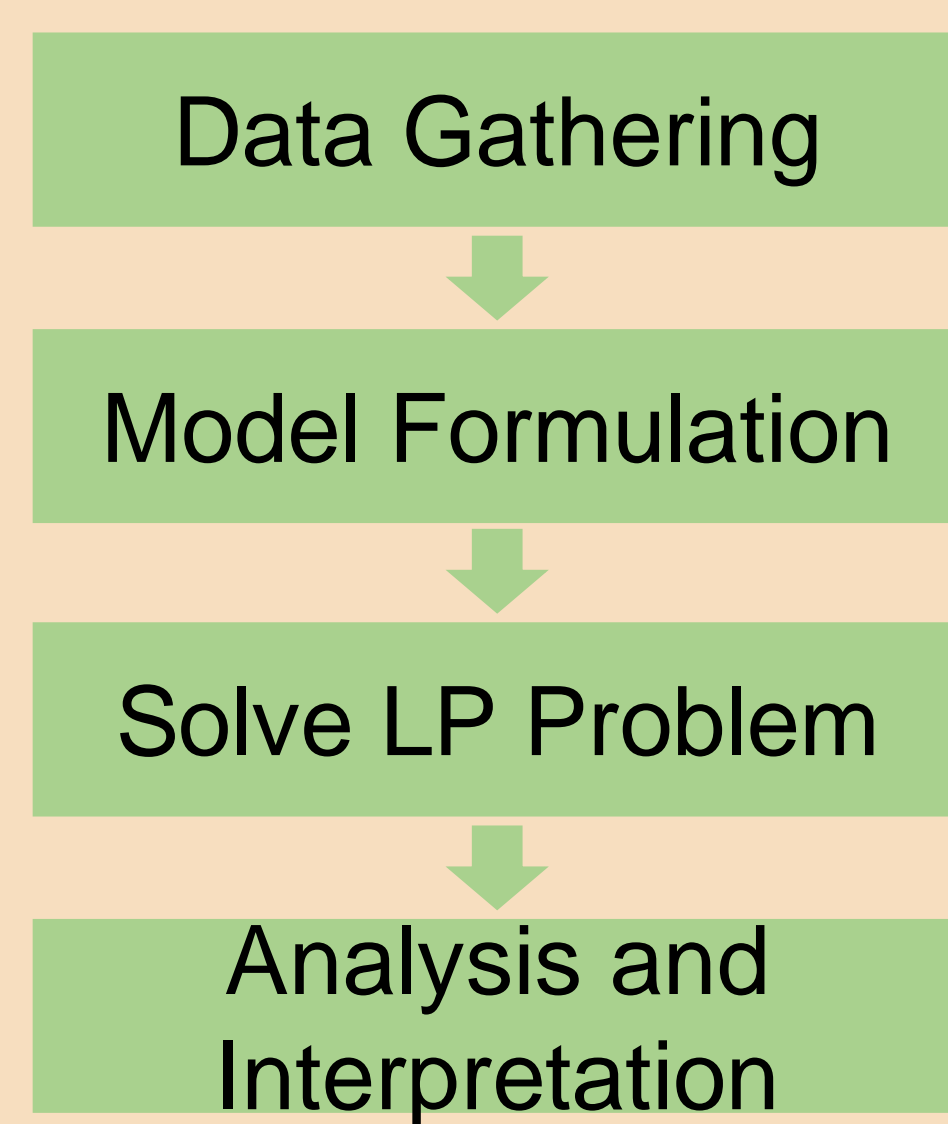 Data Gathering
Model Formulation
Solve LP Problem
Analysis and
Interpretation